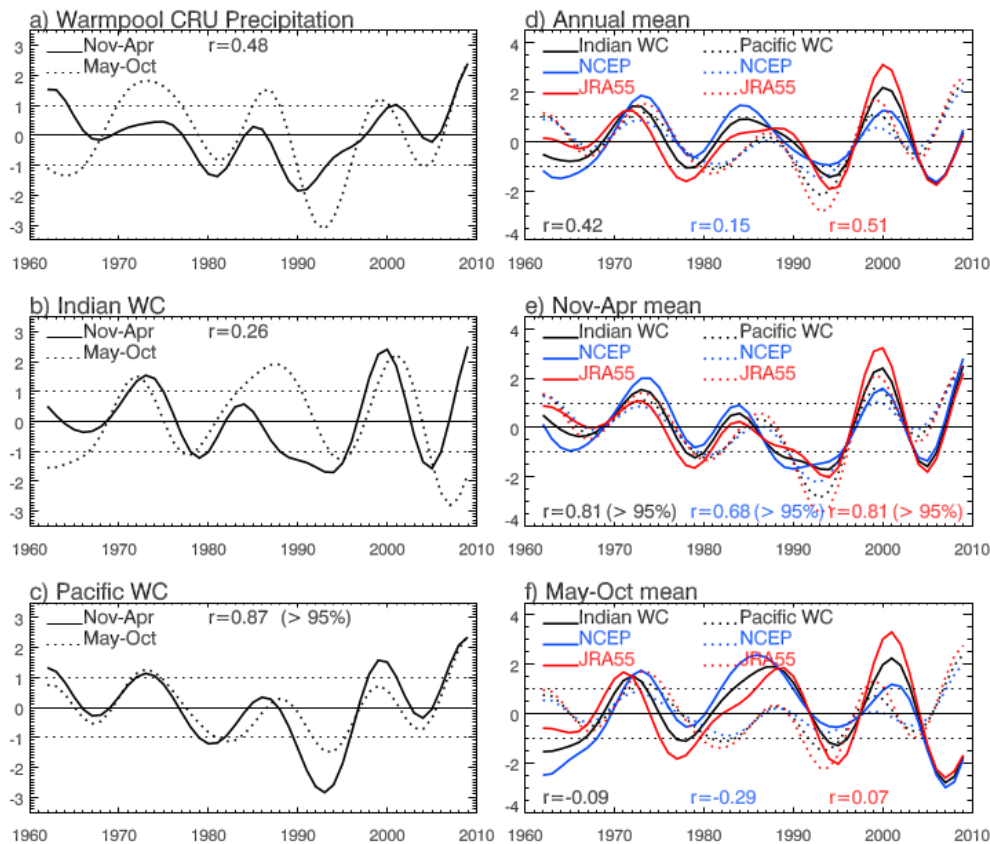 a) Warmpool CRU Precipitation
Nov-Apr r=0.48
May-Oct
3
2
1
0
-1
-2
-3
1960 1970 1980 1990 2000 2010
b) Indian WC
Nov-Apr r=0.26
May-Oct
3
2
1
0
-1
-2
-3
1960 1970 1980 1990 2000 2010
c) Pacific WC
Nov-Apr r=0.87 (> 95%)
May-Oct
3
2
1
0
-1
-2
-3
1960 1970 1980 1990 2000 2010
d) Annual mean
Indian WC Pacific WC
NCEP NCEP
JRA55 JRA55
4
2
0
-2
-4
r=0.42 r=0.15 r=0.51
1960 1970 1980 1990 2000 2010
e) Nov-Apr mean
Indian WC Pacific WC
NCEP NCEP
JRA55 JRA55
4
2
0
-2
-4
r=0.81 (> 95%) r=0.68 (> 95%) r=0.81 (> 95%)
1960 1970 1980 1990 2000 2010
f) May-Oct mean
Indian WC Pacific WC
NCEP NCEP
JRA55 JRA55
4
2
0
-2
-4
r=-0.09 r=-0.29 r=0.07
1960 1970 1980 1990 2000 2010